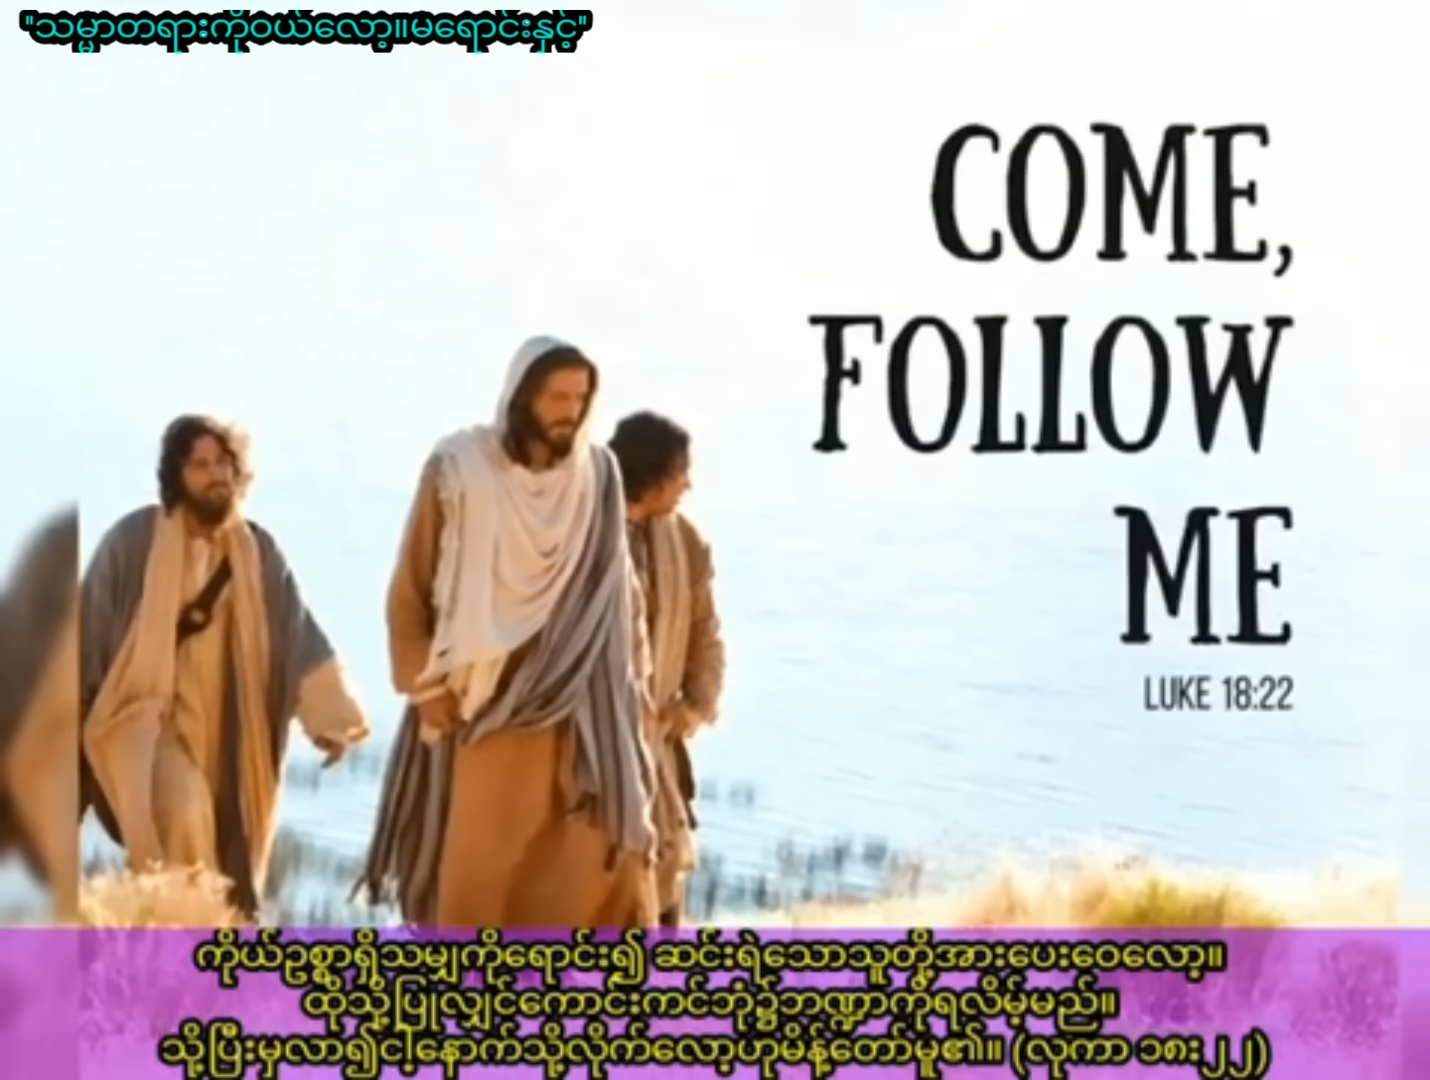 "သမ္မာတရားကိုဝယ်လော့။မရောင်းနှင့်"
COME,
FOLLOW
ME
LUKE 18:22
ကိုယ်ဥစ္စာရှိသမျှကိုရောင်း၍ ဆင်းရဲသောသူတို့အားပေးဝေလော့။
ထိုသို့ပြုလျှင်ကောင်းကင်ဘုံ၌ဘဏ္ဍာကိုရလိမ့်မည်။
သို့ပြီးမှလာ၍ငါ့နောက်သို့လိုက်လော့ဟုမိန့်တော်မူ၏။ (လုကာ ၁၈း၂၂)